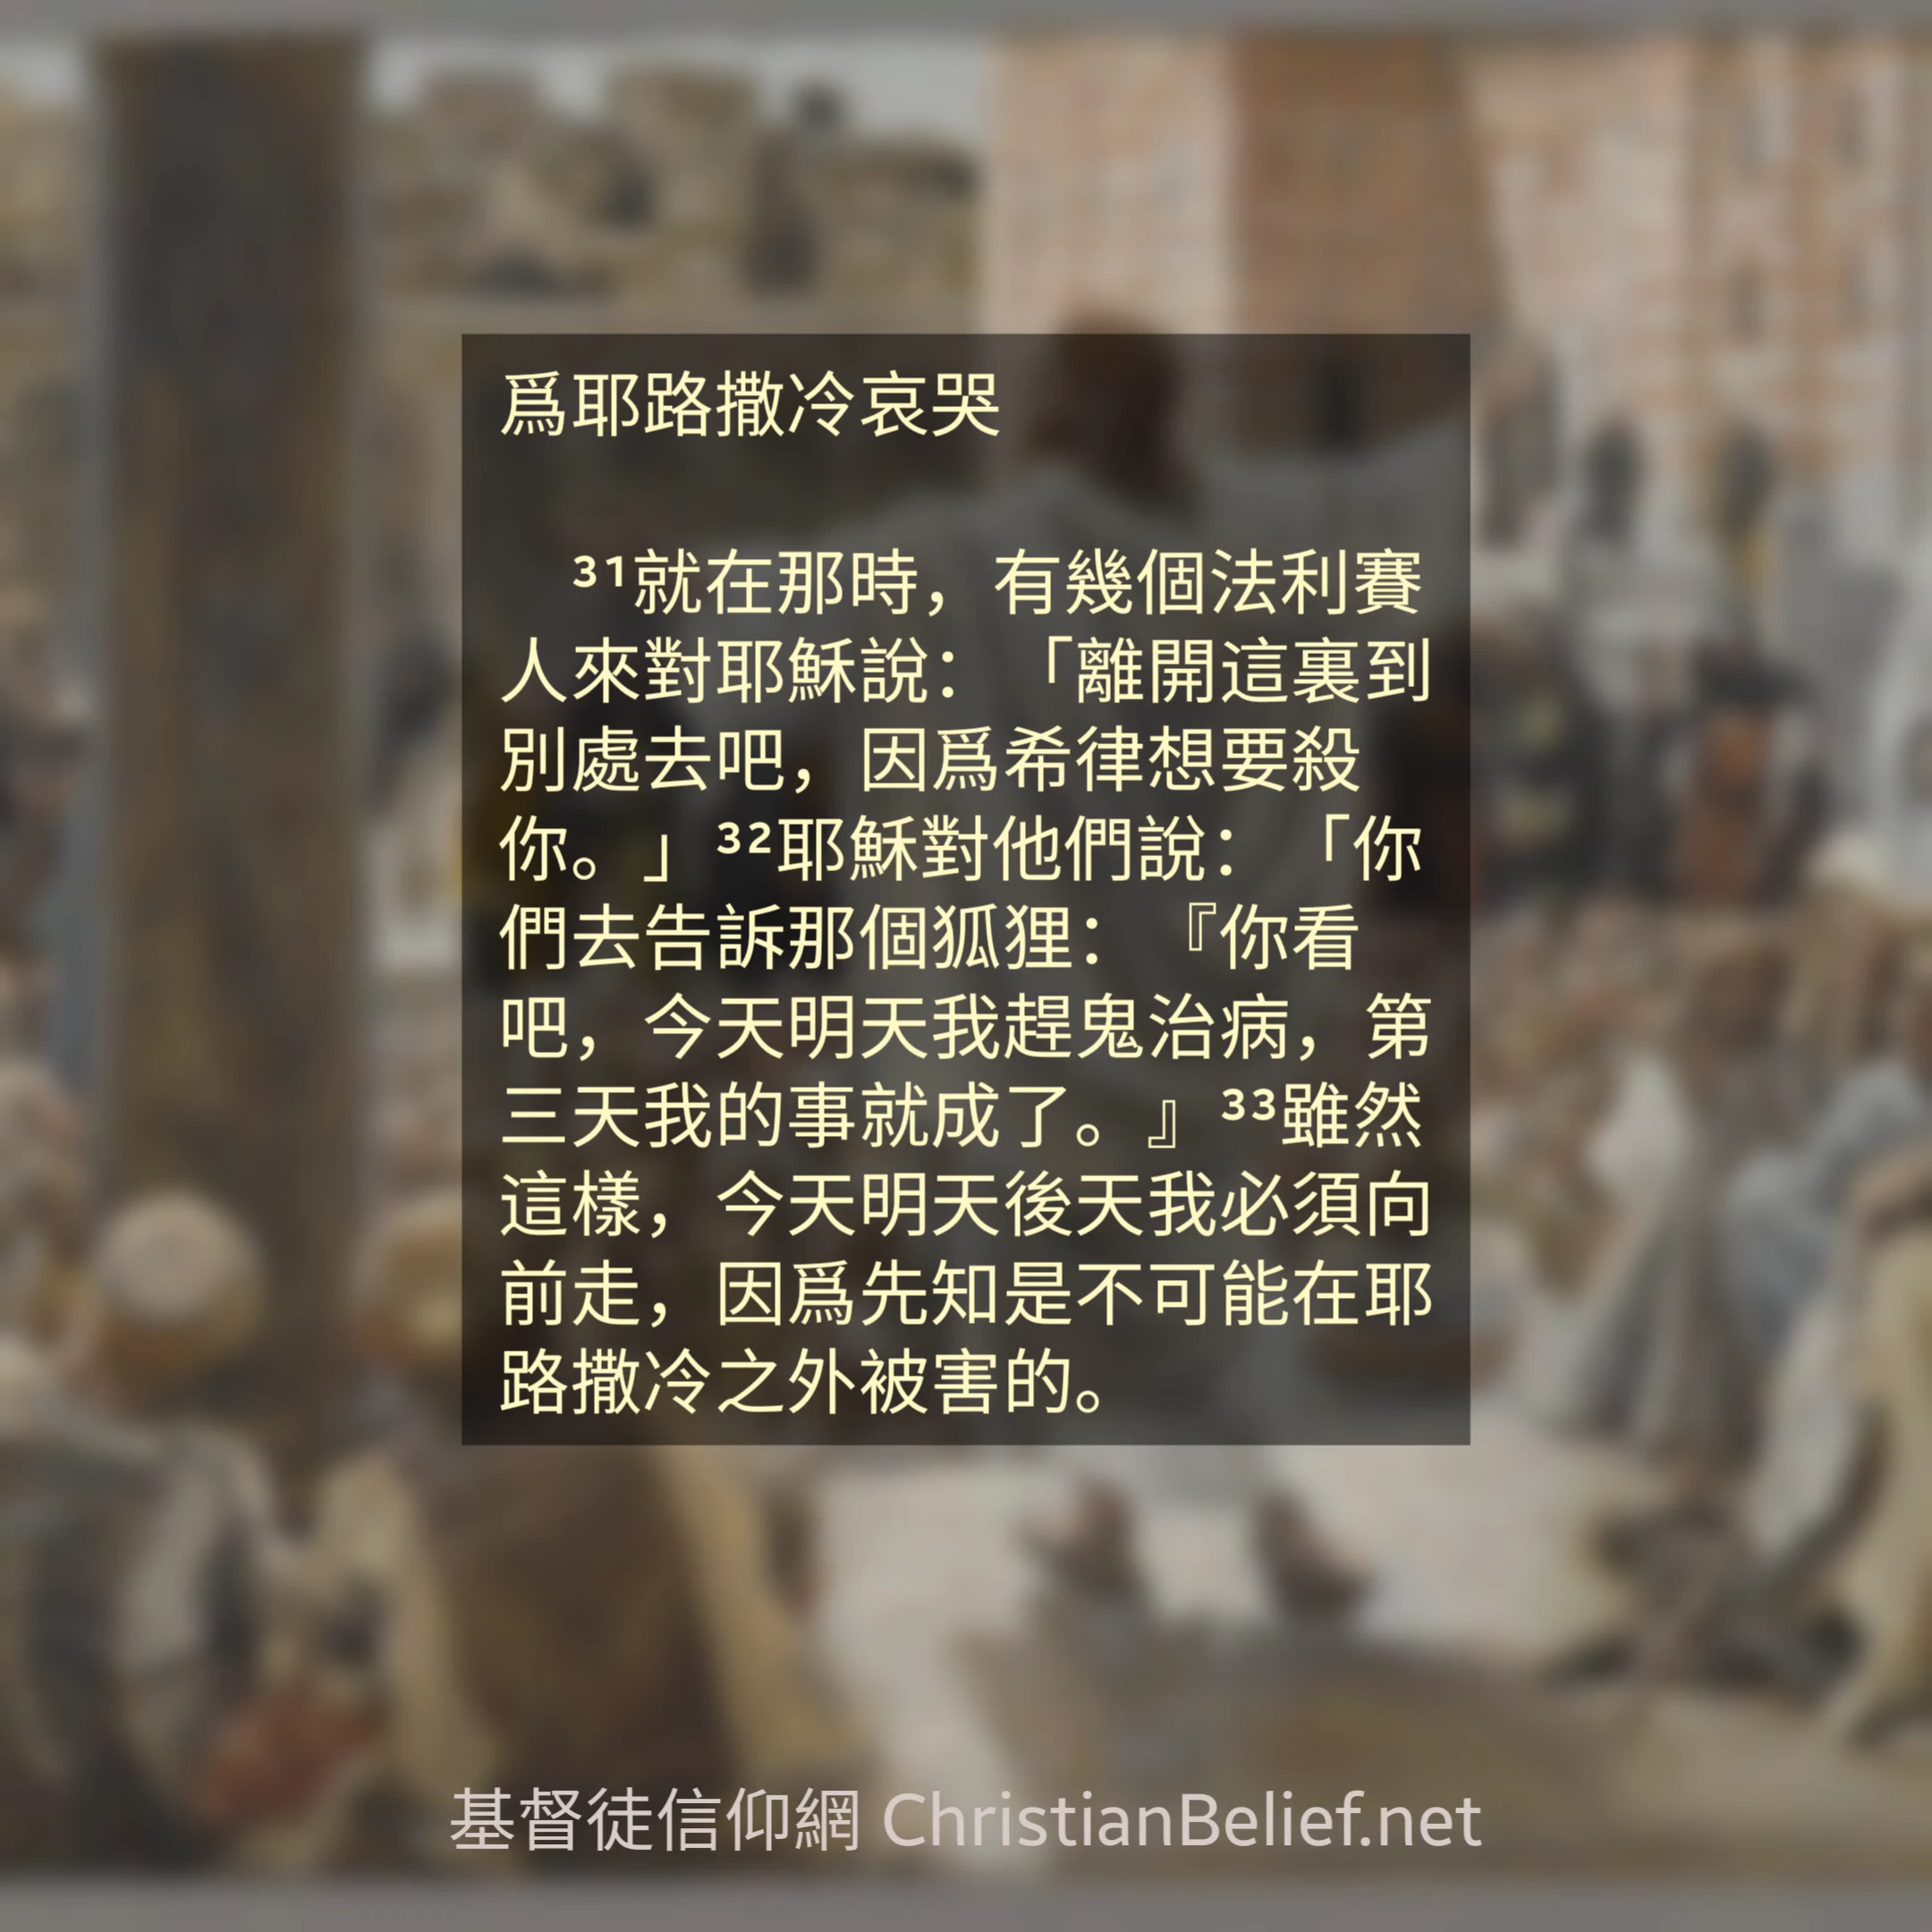 爲耶路撒冷哀哭
³¹就在那時，有幾個法利賽
人來對耶穌說：「離開這裏到
別處去吧，因爲希律想要殺
你。」³²耶穌對他們說：「你
們去告訴那個狐狸：『你看
吧，今天明天我趕鬼治病，第
三天我的事就成了。』³³雖然
這樣，今天明天後天我必須向
前走，因爲先知是不可能在耶
路撒冷之外被害的。
基督徒信仰網 ChristianBelief.net